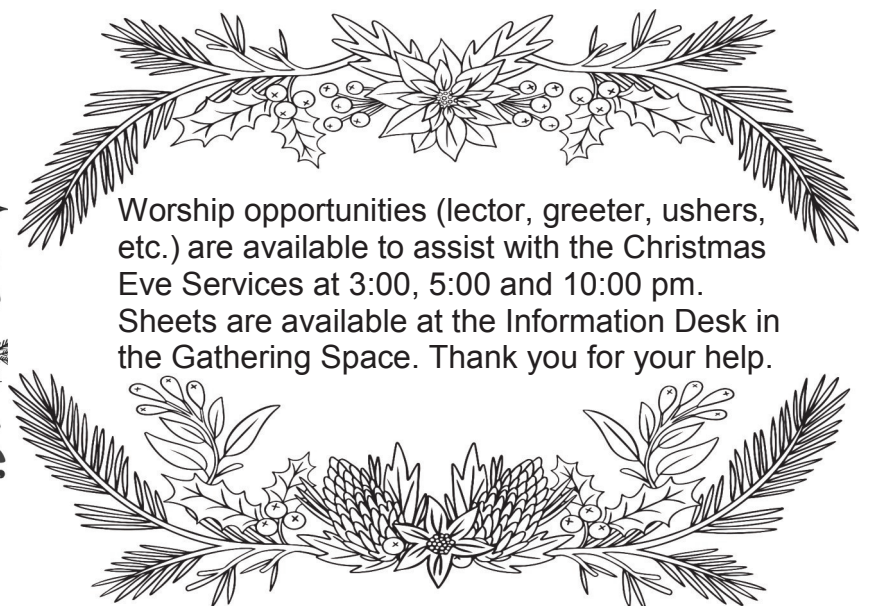 Worship opportunities (lector, greeter, ushers,
etc.) are available to assist with the Christmas
Eve Services at 3:00, 5:00 and 10:00 pm.
Sheets are available at the Information Desk in
the Gathering Space. Thank you for your help.